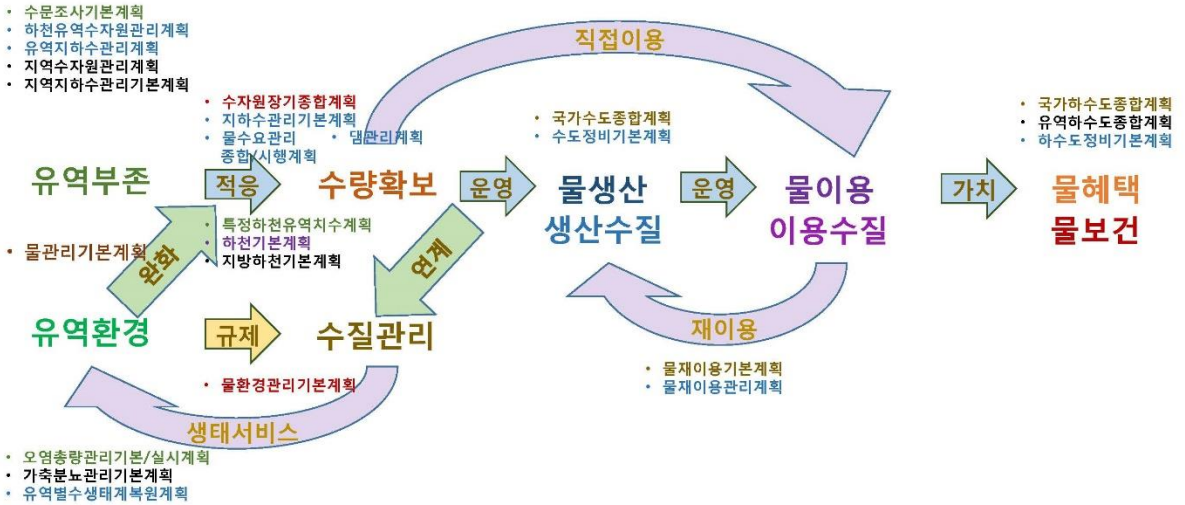 • 수문조사기본계획
• 하천유역수자원관리계획
• 유역지하수관리계획
• 지역수자원관리계획
• 지역지하수관리기본계획
직접이용
• 수자원장기종합계획
• 지하수관리기본계획
• 물수요관리 • 댐관리계획
종합/시행계획
• 국가수도종합계획
• 수도정비기본계획
• 국가하수도종합계획
• 유역하수도종합계획
• 하수도정비기본계획
유역부존
적응
수량확보
운영
물생산
생산수질
운영
물이용
이용수질
가치
물혜택
물보건
• 물관리기본계획
완화
• 특정하천유역치수계획
• 하천기본계획
• 지방하천기본계획
연계
유역환경
규제
수질관리
재이용
• 물재이용기본계획
• 물재이용관리계획
• 물환경관리기본계획
생태서비스
• 오염총량관리기본/실시계획
• 가축분뇨관리기본계획
• 유역별수생태계복원계획